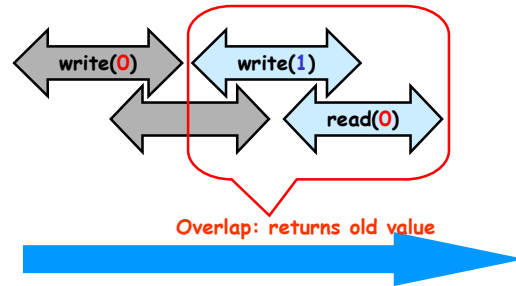 write(0)
write(1)
read(0)
Overlap: returns old value